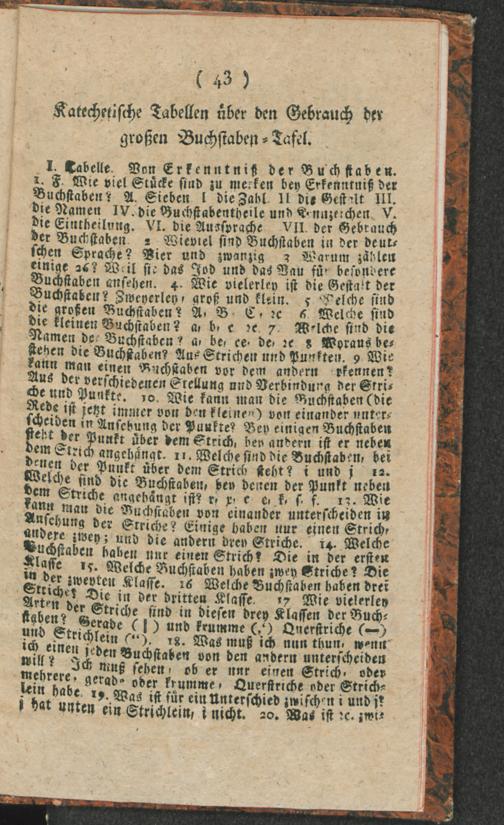 ( 43 )
Katechetische Tabellen über den Gebrauch der
großen Buchstaben-Tafel.
I. Tabelle. Von Erkenntniß der Buchstaben.
1. F. Wie viel Stücke sind zu merken bey Erkenntniß der
Buchstaben? A. Sieben I die Zahl. II die Gestalt III.
die Namen IV. die Buchstabentheile und Kennzeichen V.
die Eintheilung. VI. die Aussprache VII. der Gebrauch
der Buchstaben. 2 Wieviel sind Buchstaben in der deut-
schen Sprache? Vier und zwanzig 3 Warum zählen
einige 26? Weil sie das Jod und das Vau für besondere
Buchstaben ansehen. 4. Wie vielerley ist die Gestalt der
Buchstaben? Zweyerley, groß und klein. 5 Welche sind
die großen Buchstaben? A, B, C, ꝛc 6. Welche sind
die kleinen Buchstaben? a, b, c ꝛc. 7. Welche sind die
Namen der Buchstaben? a, be, ce, de, ꝛc 8 Woraus be-
stehen die Buchstaben? Aus Strichen und Punkten. 9 Wie
kann man einen Buchstaben vor dem andern erkennen?
Aus der verschiedenen Stellung und Verbindung der Stri-
che und Punkte. 10. Wie kann man die Buchstaben (die
Rede ist jetzt immer von den kleinen) von einander unter-
scheiden in Ansehung der Punkte? Bey einigen Buchstaben
steht der Punkt über dem Strich, bey andern ist er neben
dem Strich angehängt. 11. Welche sind die Buchstaben, bei
denen der Punkt über dem Strich steht? i und j 12.
Welche sind die Buchstaben, bey denen der Punkt neben
dem Striche angehängt ist? r, x, c e, k, s. f. 13. Wie
kann man die Buchstaben von einander unterscheiden in
Ansehung der Striche? Einige haben nur einen Strich,
andere zwey; und die andern drey Striche. 14. Welche
Buchstaben haben nur einen Strich? Die in der ersten
Klasse 15. Welche Buchstaben haben zwey Striche? Die
in der zweyten Klasse. 16 Welche Buchstaben haben drei
Striche? Die in der dritten Klasse. 17 Wie vielerley
Arten der Striche sind in diesen drey Klassen der Buch-
staben? Gerade (|) und krumme (,‘) Querstriche (—)
und Strichlein (“). 18. Was muß ich nun thun, wenn
ich einen jeden Buchstaben von den andern unterscheiden
will? Ich muß sehen, ob er nur einen Strich, oder
mehrere, gerade oder krumme, Querstriche oder Strich-
lein habe. 19. Was ist für ein Unterschied zwischen i und j?
j hat unten ein Strichlein, i nicht. 20. Was ist ꝛc. zwi-